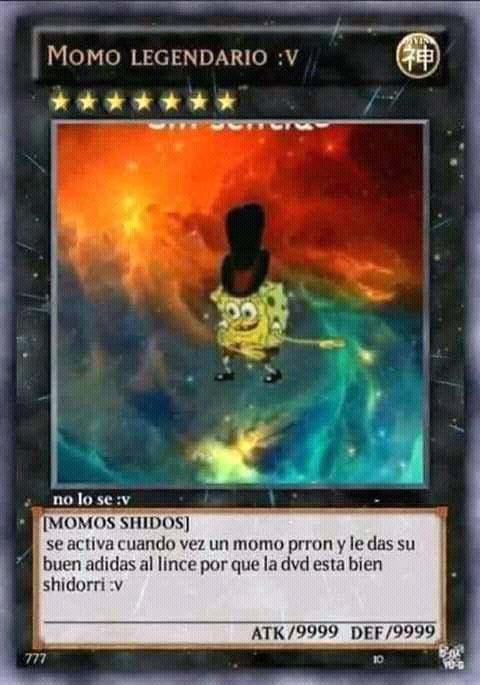 Momo legendario :v
DIVINE
神
no lo se :v
[MOMOS SHIDOS]
se activa cuando vez un momo prron y le das su
buen adidas al lince por que la dvd esta bien
shidorri :v
ATK/9999 DEF/9999
777
10